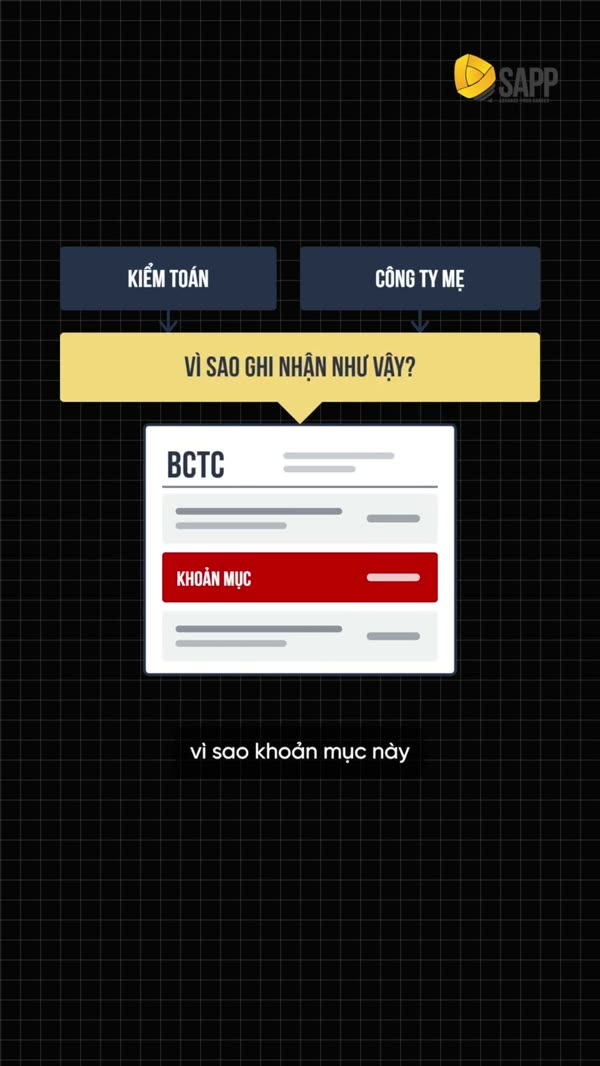 SAPP
KIỂM TOÁN
CÔNG TY MẸ
VÌ SAO GHI NHẬN NHƯ VẬY?
BCTC
KHOẢN MỤC
vì sao khoản mục này